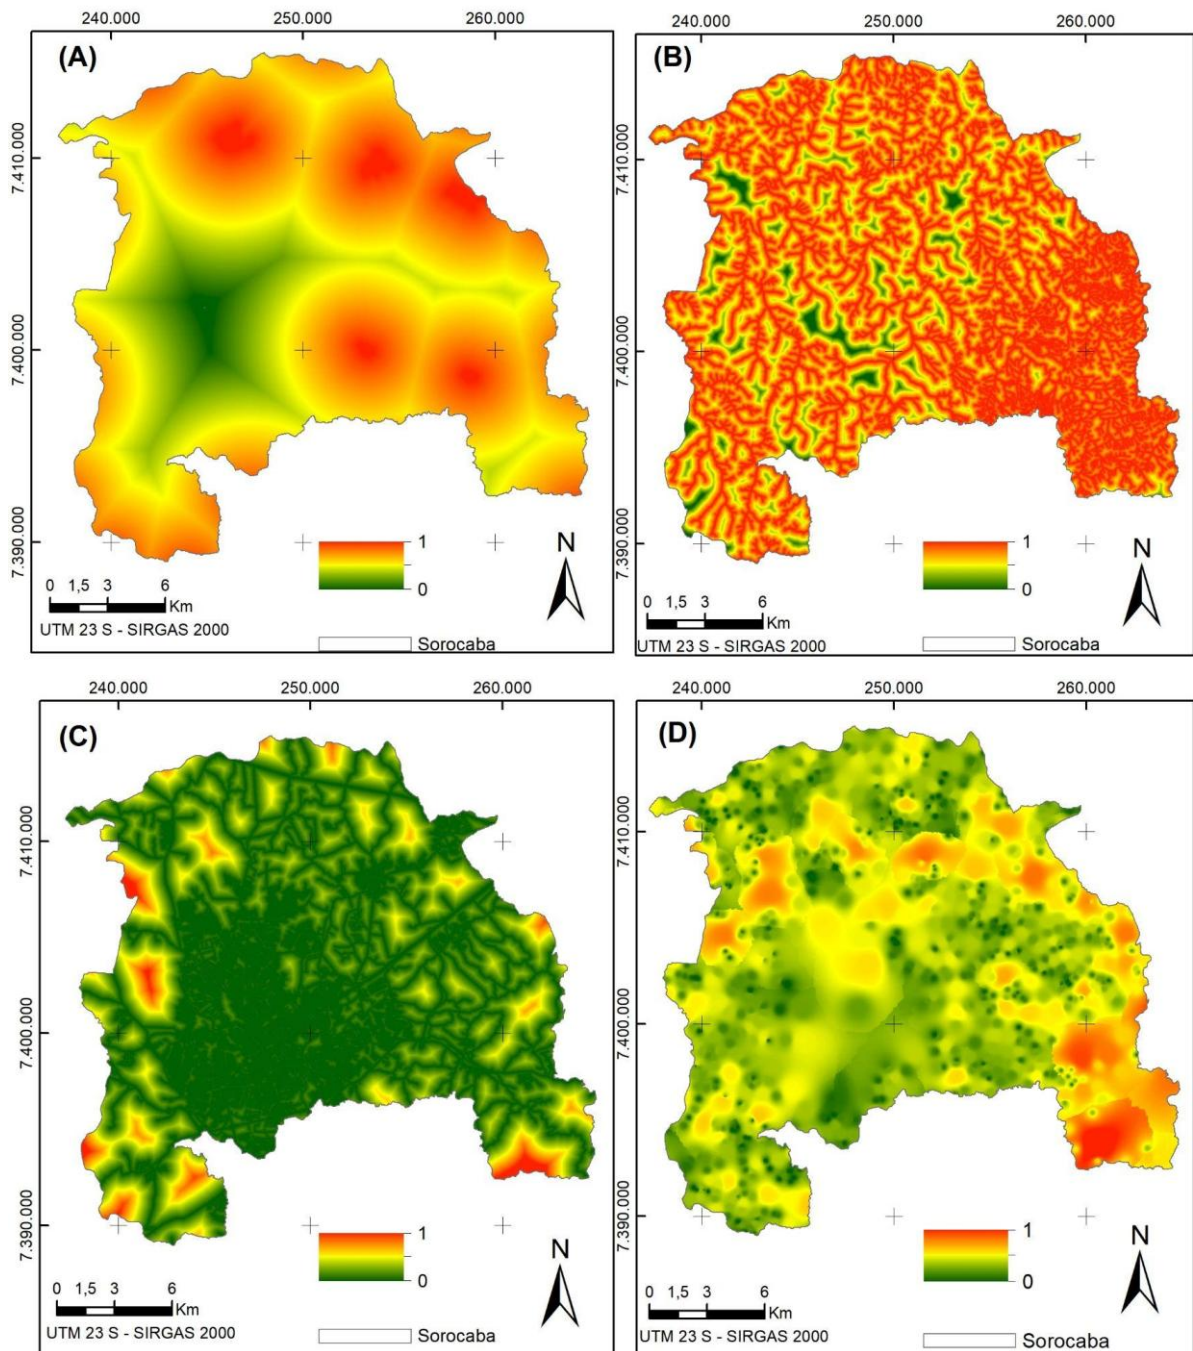 240.000 250.000 260.000
(A)
7.410.000
7.400.000
7.390.000
1
0
N
0 1,5 3 6
Km
UTM 23 S - SIRGAS 2000
Sorocaba
240.000 250.000 260.000
(B)
7.410.000
7.400.000
7.390.000
1
0
N
0 1,5 3 6
Km
UTM 23 S - SIRGAS 2000
Sorocaba
240.000 250.000 260.000
(C)
7.410.000
7.400.000
7.390.000
1
0
N
0 1,5 3 6
Km
UTM 23 S - SIRGAS 2000
Sorocaba
240.000 250.000 260.000
(D)
7.410.000
7.400.000
7.390.000
1
0
N
0 1,5 3 6
Km
UTM 23 S - SIRGAS 2000
Sorocaba